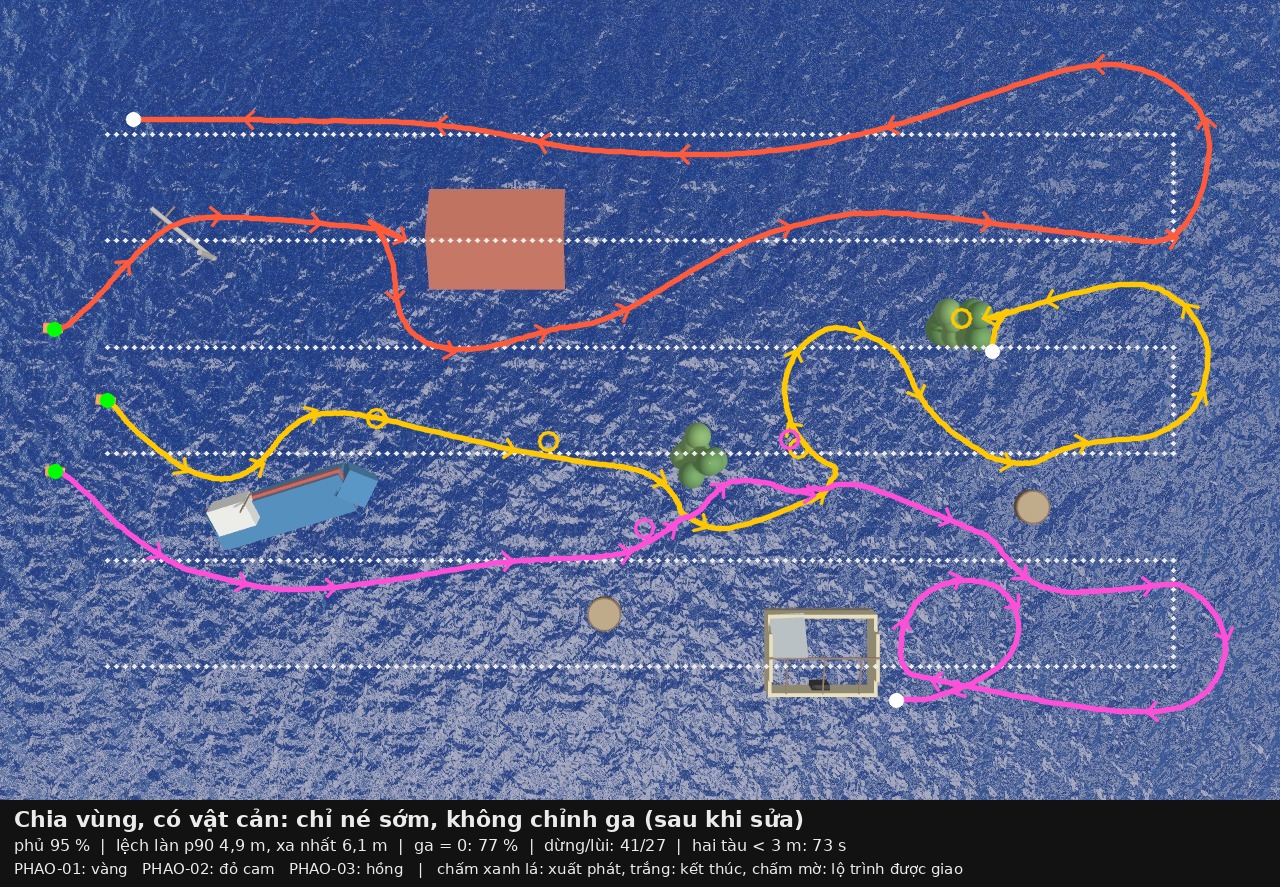 Chia vùng, có vật cản: chỉ né sớm, không chỉnh ga (sau khi sửa)
phủ 95 % | lệch làn p90 4,9 m, xa nhất 6,1 m | ga = 0: 77 % | dừng/lùi: 41/27 | hai tàu < 3 m: 73 s
PHAO-01: vàng PHAO-02: đỏ cam PHAO-03: hồng | chấm xanh lá: xuất phát, trắng: kết thúc, chấm mờ: lộ trình được giao